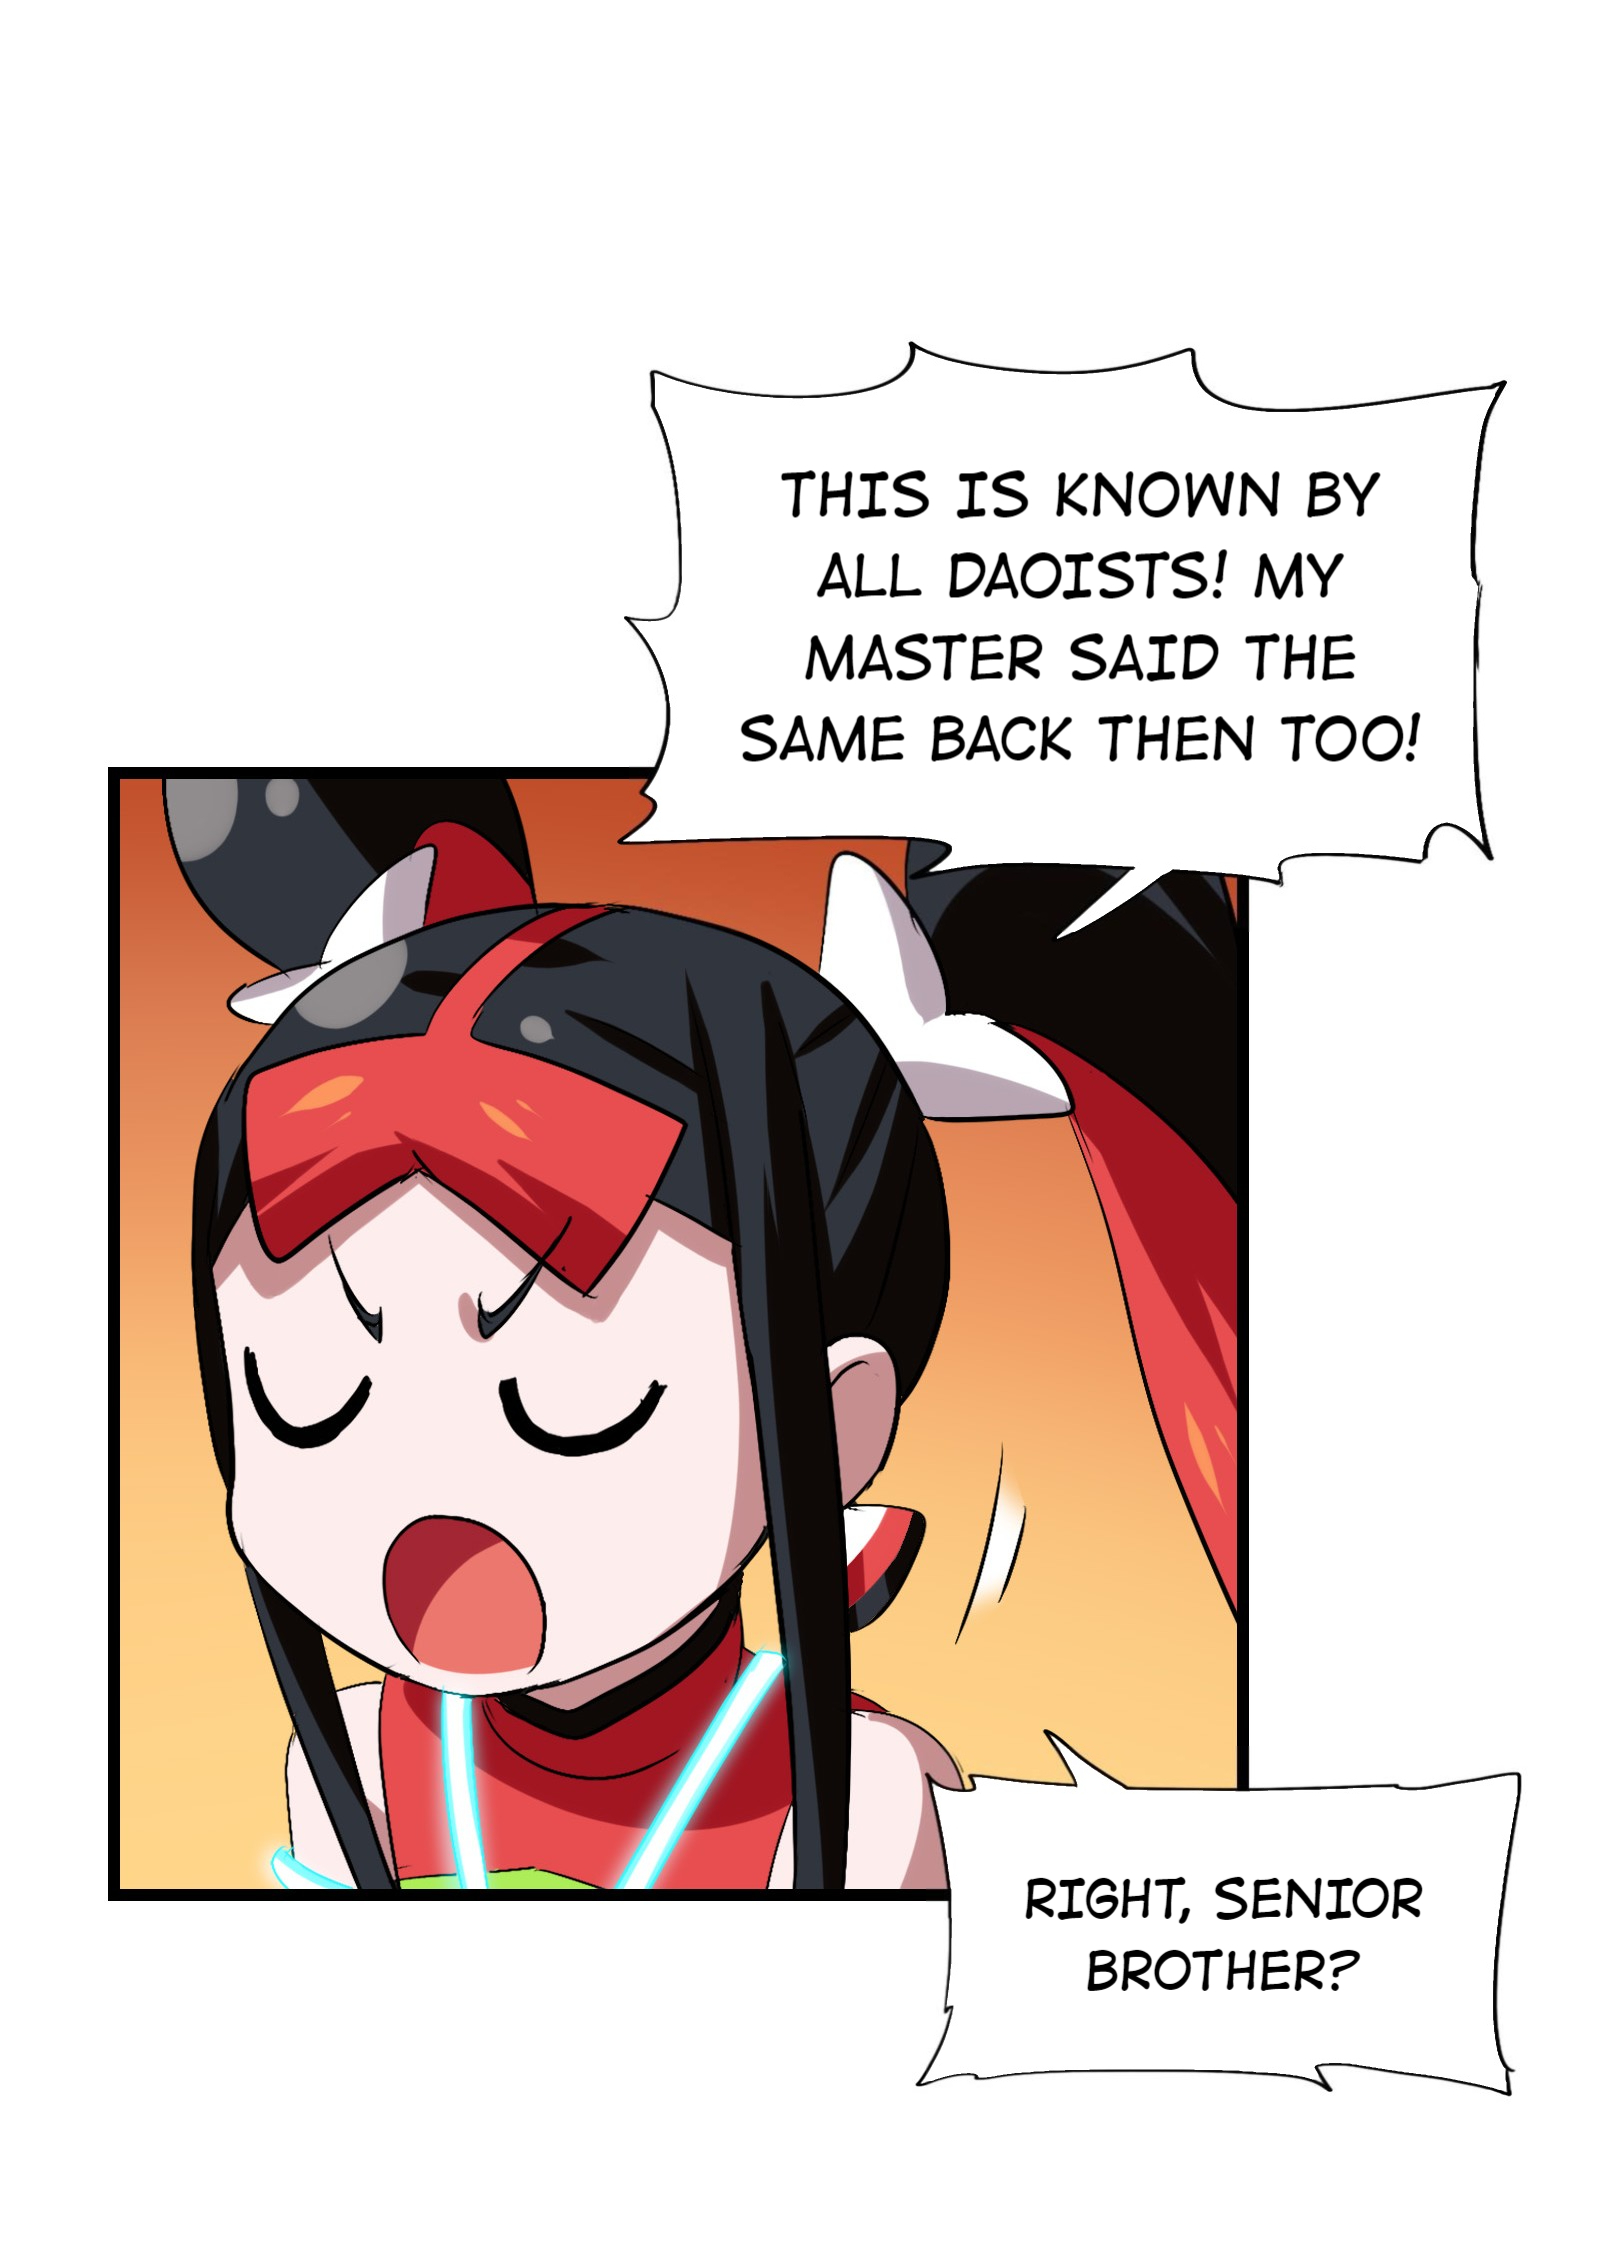 THIS IS KNOWN BY
ALL DAOISTS! MY
MASTER SAID THE
SAME BACK THEN TOO!
RIGHT, SENIOR
BROTHER?